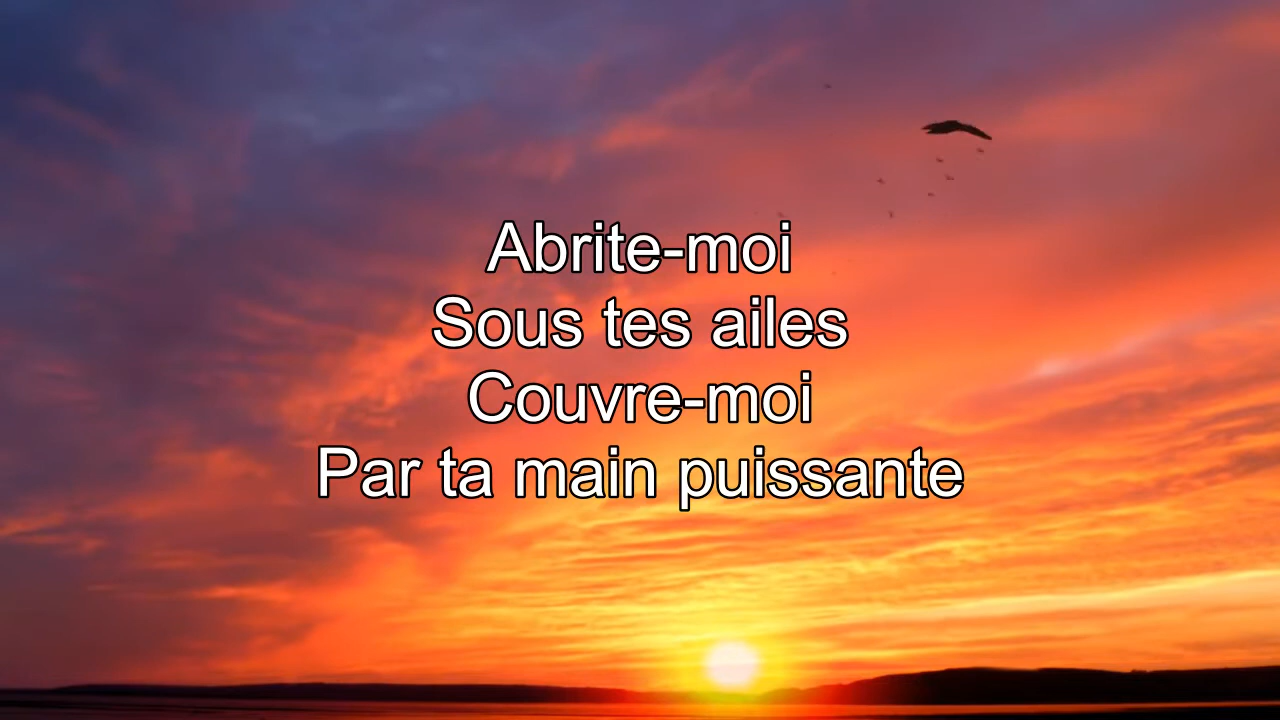 Abrite-moi
Sous tes ailes
Couvre-moi
Par ta main puissante